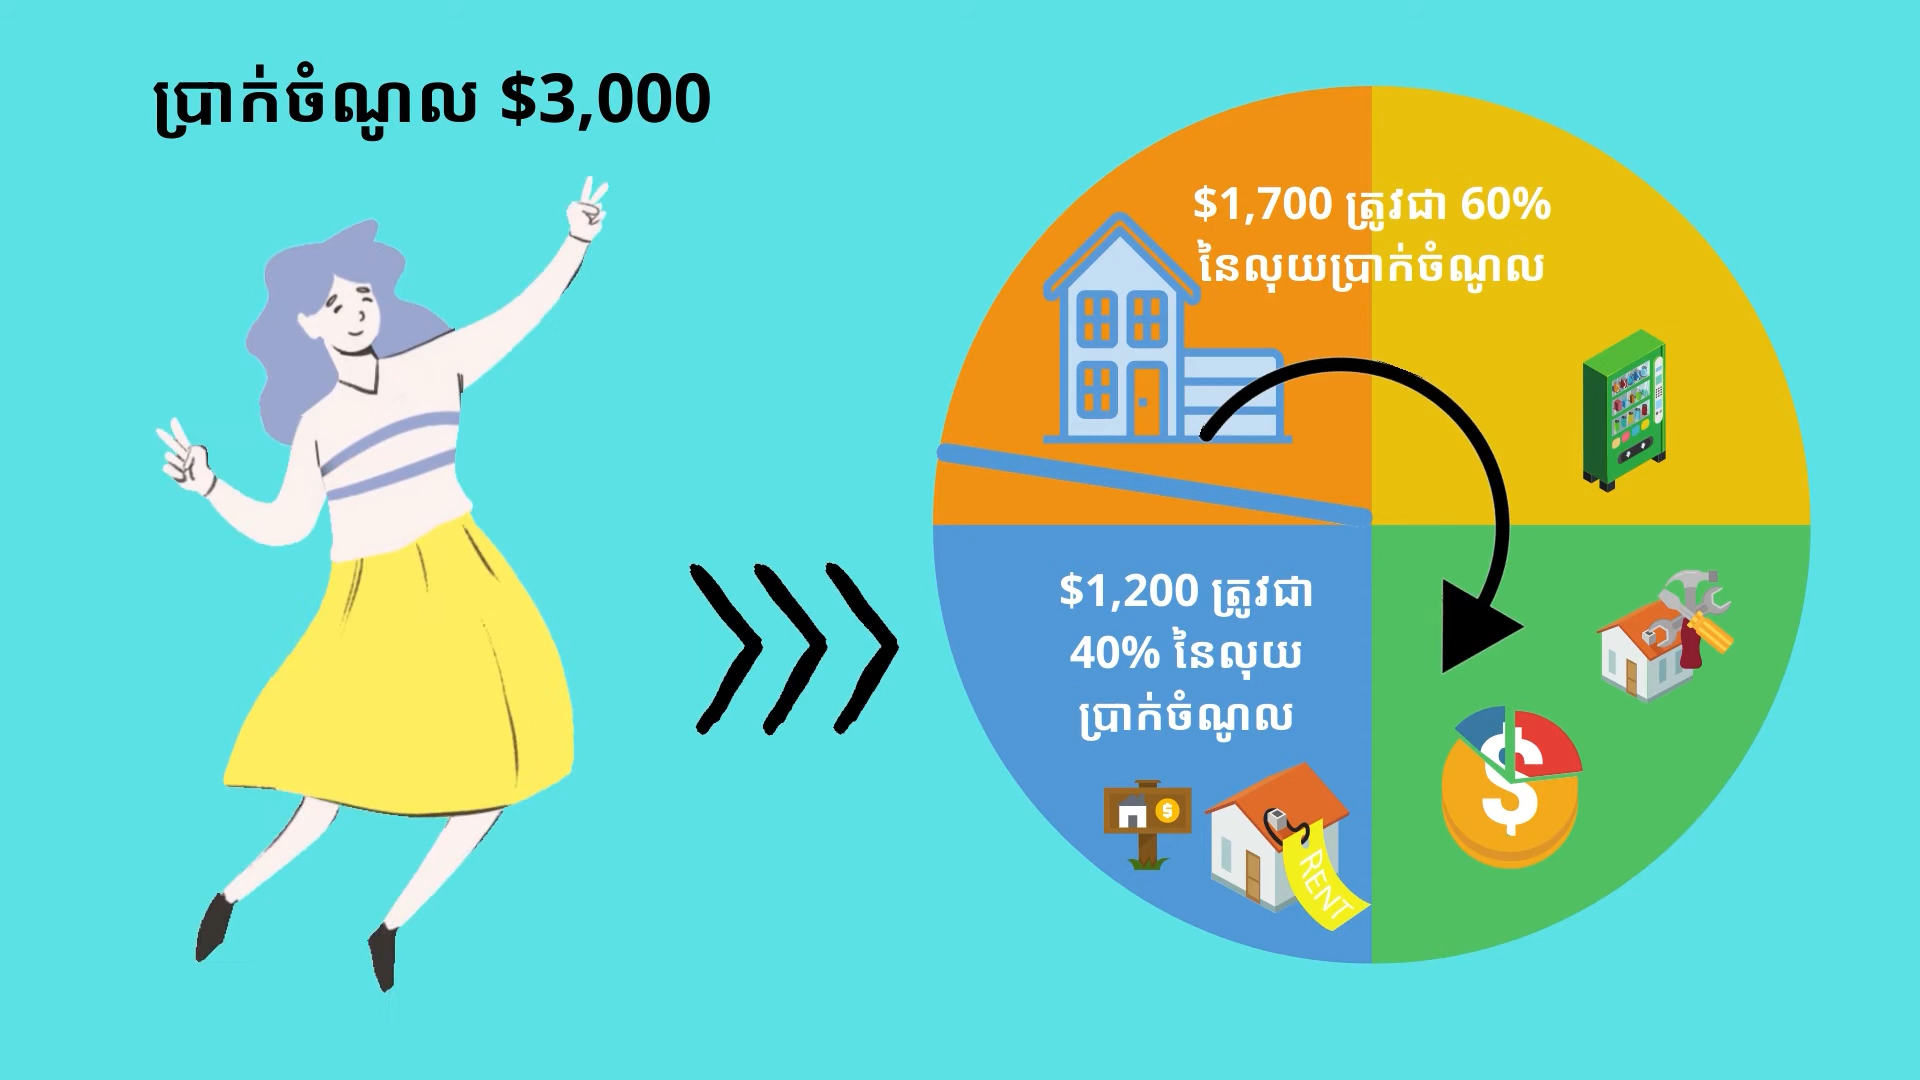 ប្រាក់ចំណូល $3,000
$1,700 ត្រូវជា 60%
នៃលុយប្រាក់ចំណូល
$1,200 ត្រូវជា
40% នៃលុយ
ប្រាក់ចំណូល
RENT